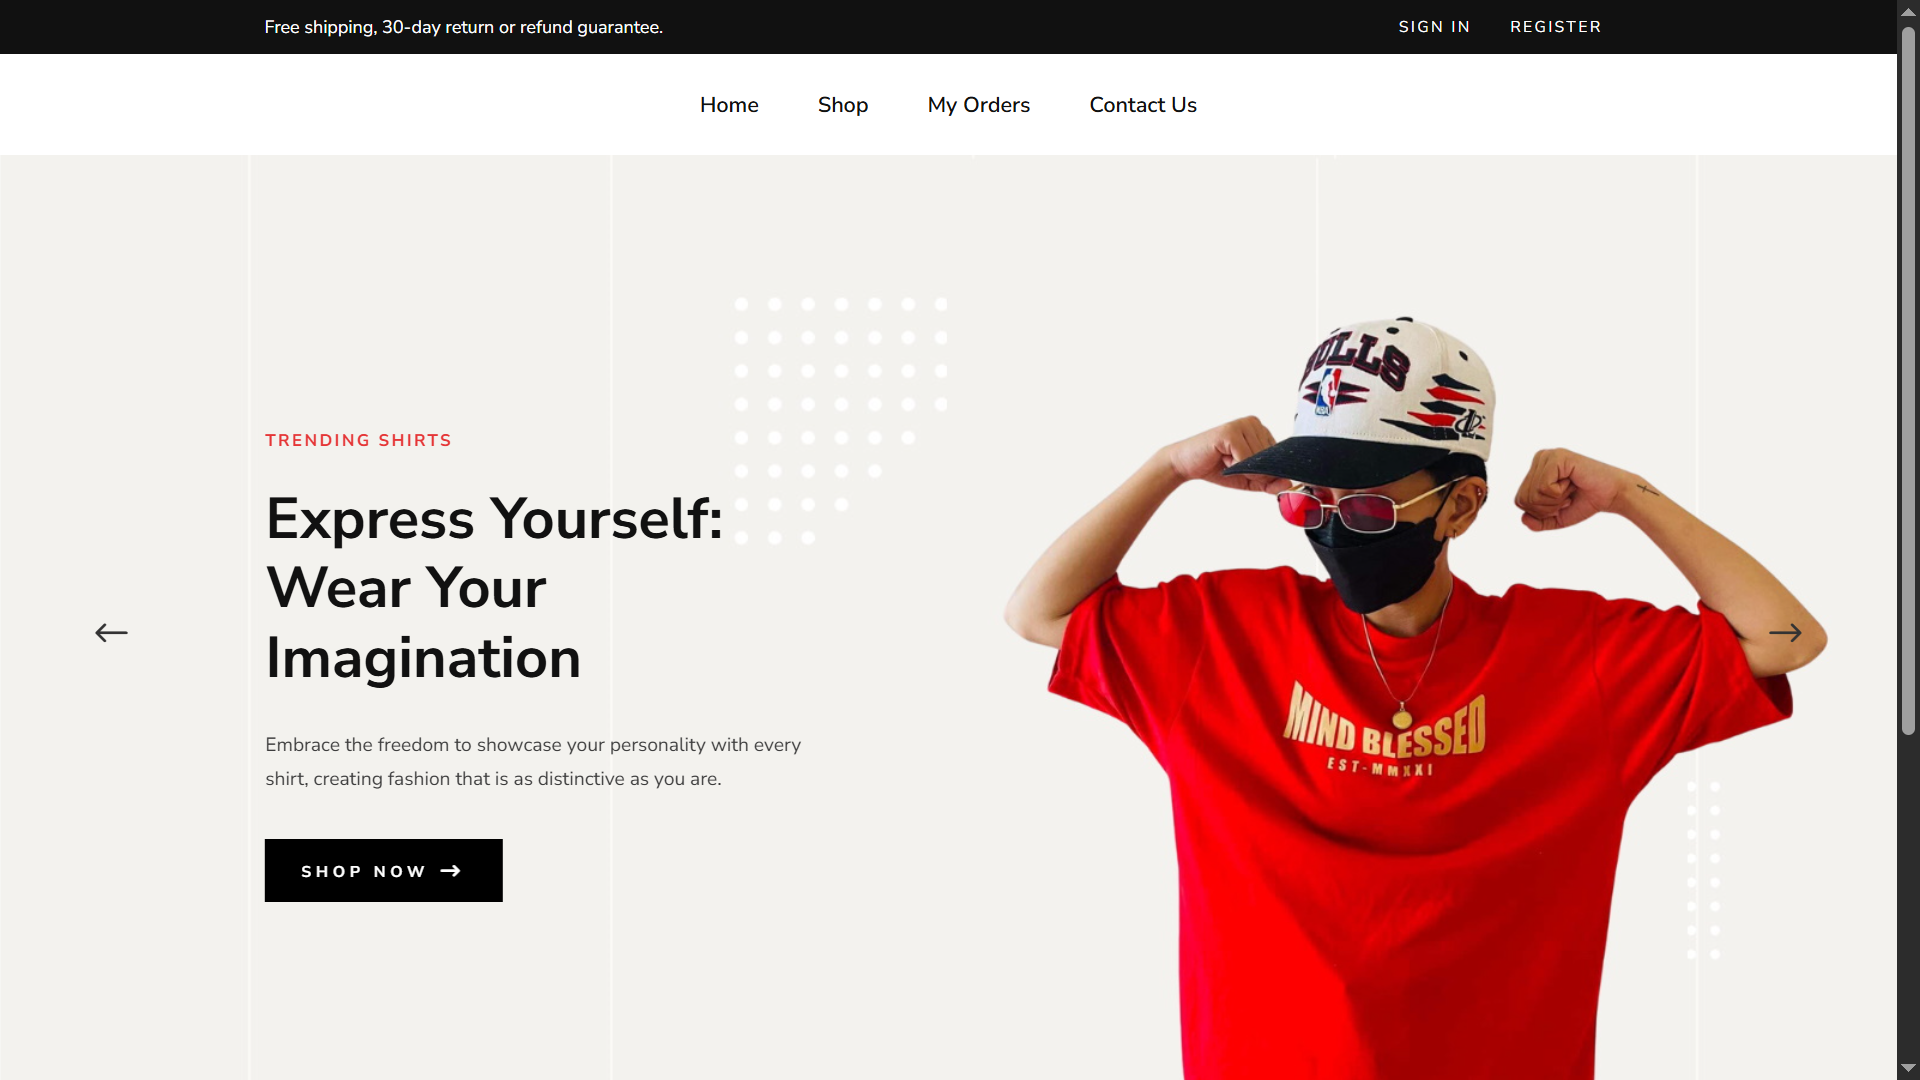 Free shipping, 30-day return or refund guarantee.
SIGN IN
REGISTER
Home
Shop
My Orders
Contact Us
TRENDING SHIRTS
Express Yourself:
Wear Your
Imagination
Embrace the freedom to showcase your personality with every
shirt, creating fashion that is as distinctive as you are.
SHOP NOW
BULLS
NBA
MIND BLESSED
EST-MMXXI